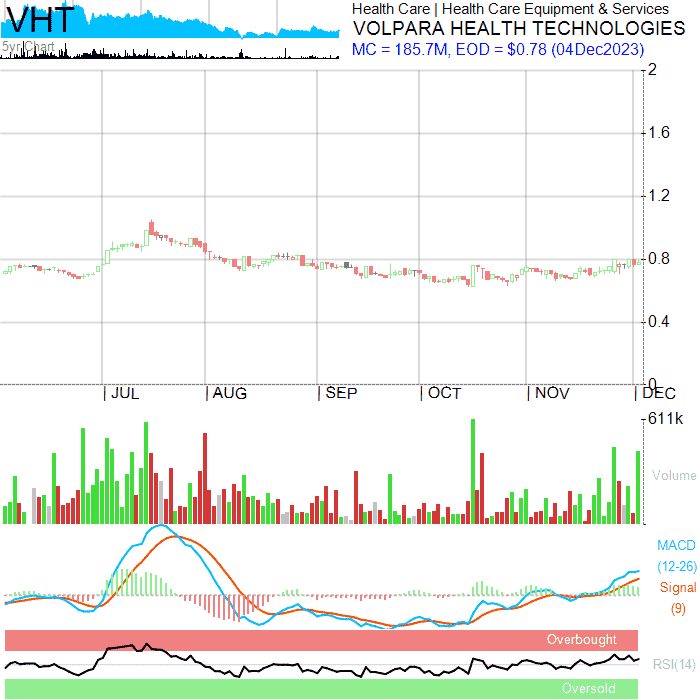 VHT
5yr Chart
Health Care | Health Care Equipment & Services
VOLPARA HEALTH TECHNOLOGIES
MC = 185.7M, EOD = $0.78 (04Dec2023)
2
1.6
1.2
0.8
0.4
0
JUL
AUG
SEP
OCT
NOV
DEC
611k
Volume
MACD
(12-26)
Signal
(9)
Overbought
RSI(14)
Oversold